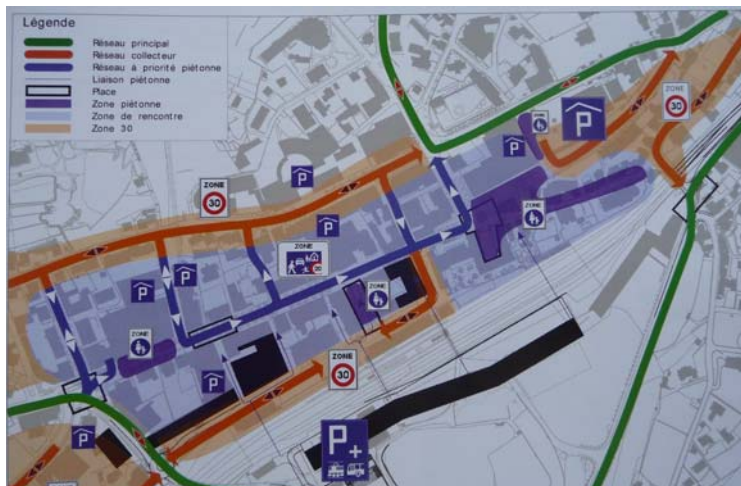 Légende
Réseau principal
Réseau collecteur
Réseau à priorité piétonne
Liaison piétonne
Place
Zone piétonne
Zone de rencontre
Zone 30
P
P
P
ZONE
30
ZONE
30
P
P
ZONE
P
P
ZONE
ZONE
ZONE
30
P
P
P+